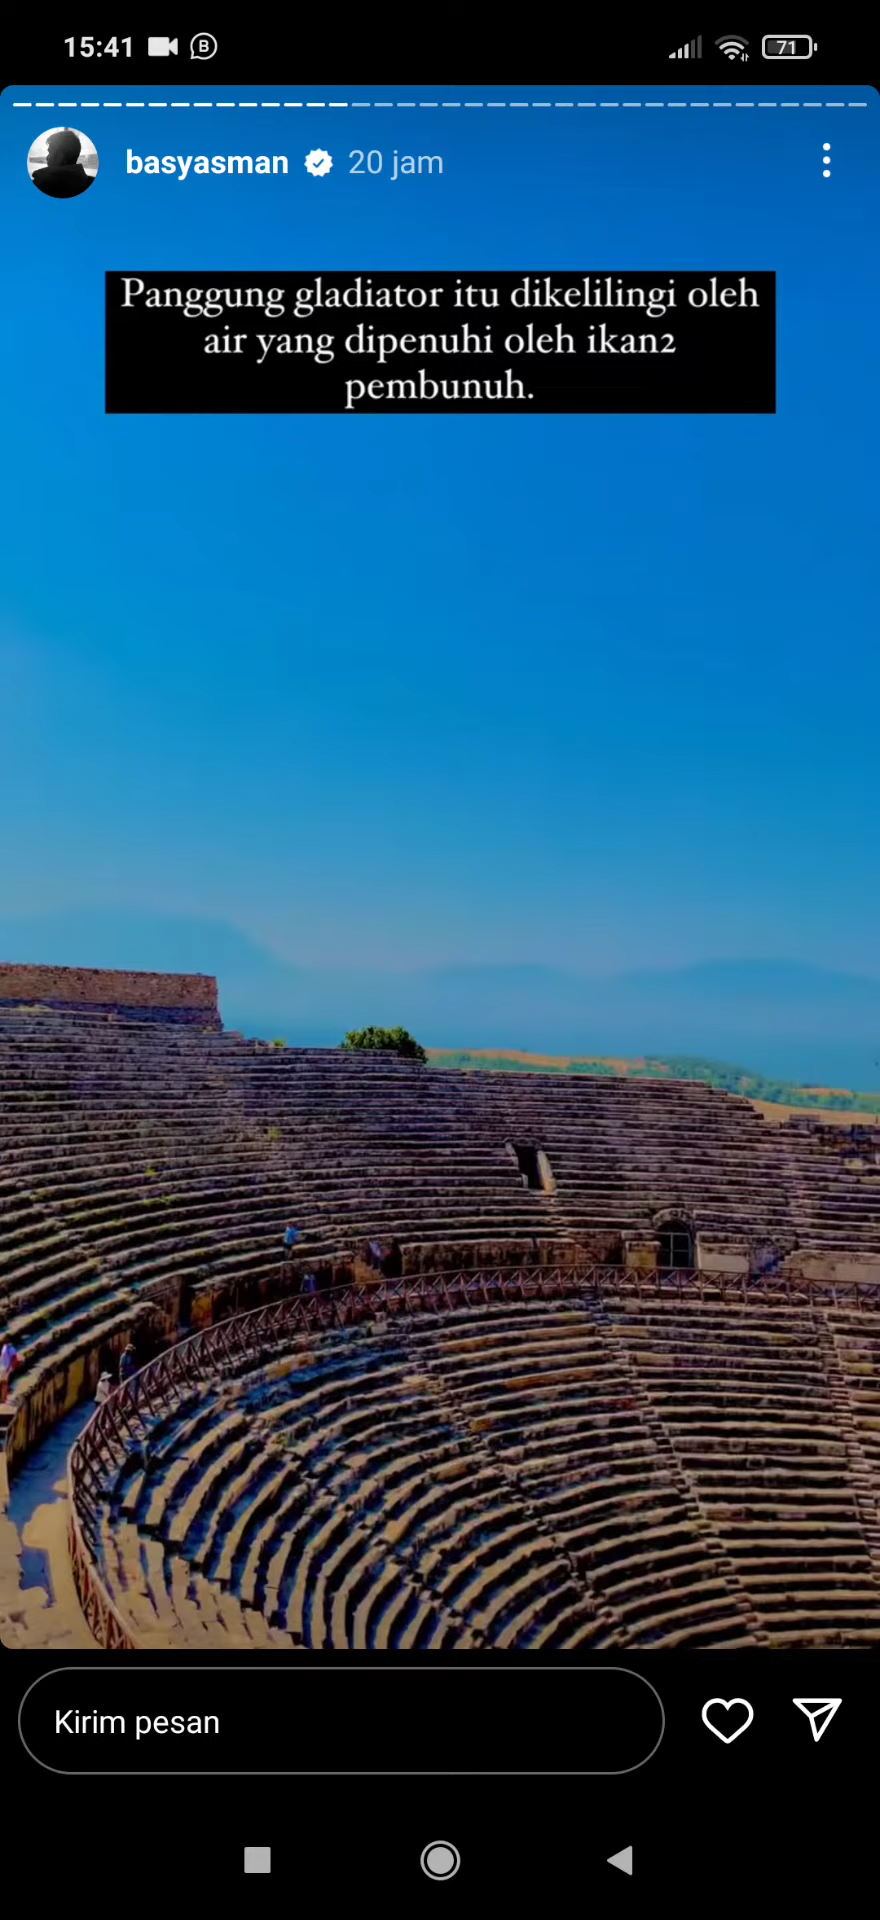 15:41
71
basyasman 20 jam
Panggung gladiator itu dikelilingi oleh
air yang dipenuhi oleh ikan2
pembunuh.
Kirim pesan